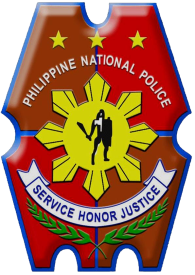 PHILIPPINE NATIONAL POLICE
SERVICE HONOR JUSTICE